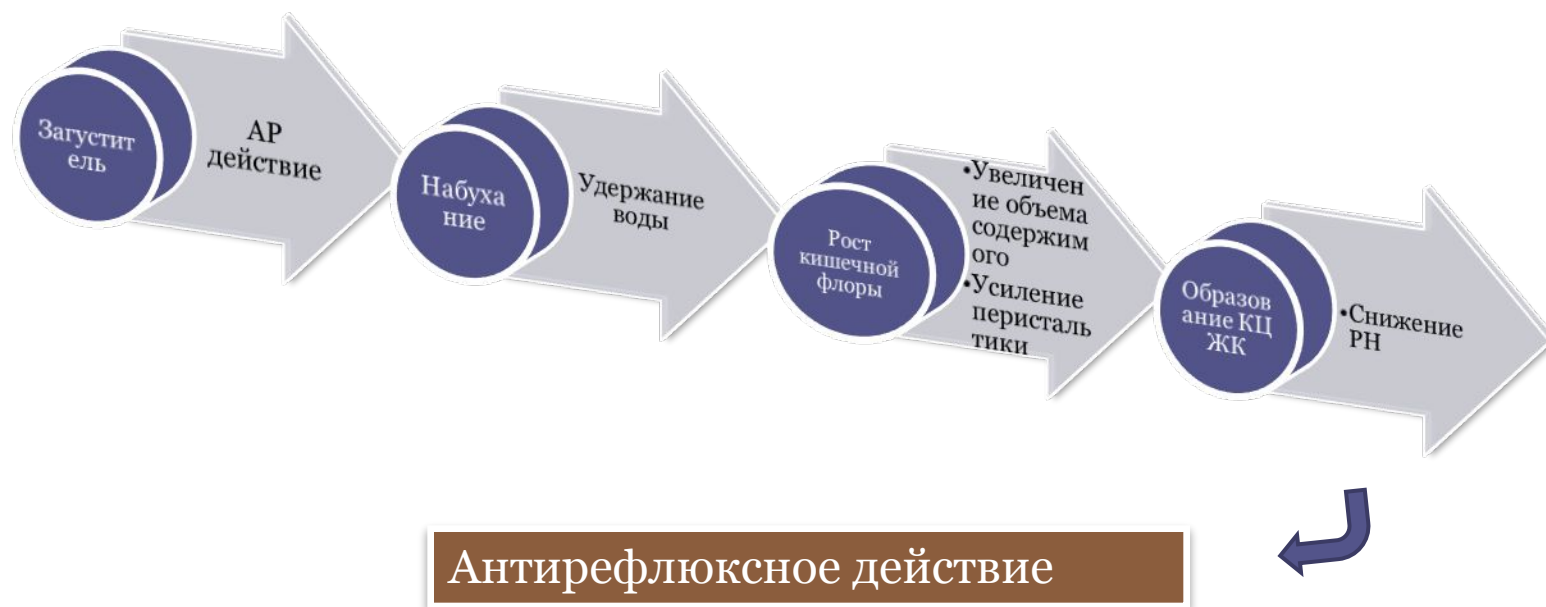 Загустит
ель
АР
действие
Набуха
ние
Удержание
воды
Рост
кишечной
флоры
•Увеличен
ие объема
содержим
ого
•Усиление
перисталь
тики
Образов
ание КЦ
ЖК
•Снижение
РН
Антирефлюксное действие